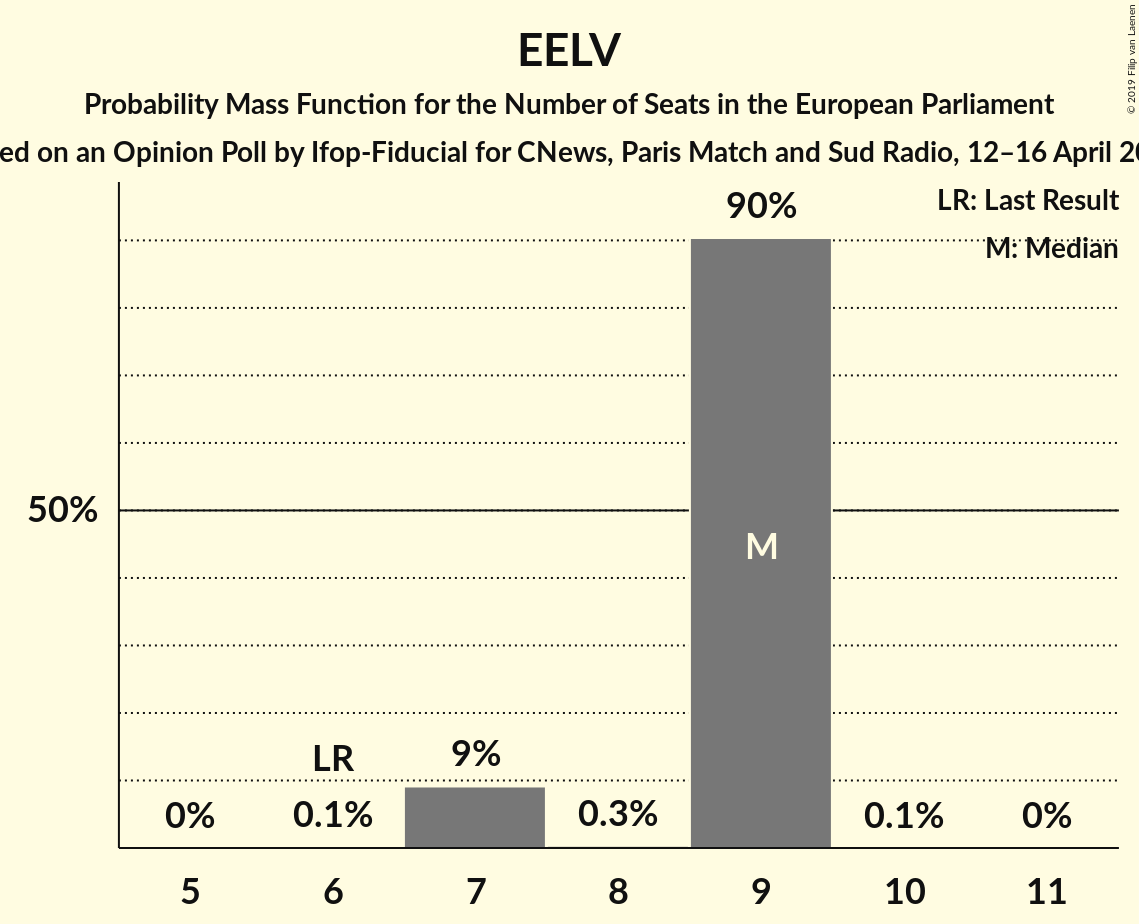 EELV
Probability Mass Function for the Number of Seats in the European Parliament
ed on an Opinion Poll by Ifop-Fiducial for CNews, Paris Match and Sud Radio, 12–16 April 20
© 2019 Filip van Laenen
LR: Last Result
M: Median
90%
50%
M
LR
9%
0%
0.1%
0.3%
0.1%
0%
5
6
7
8
9
10
11